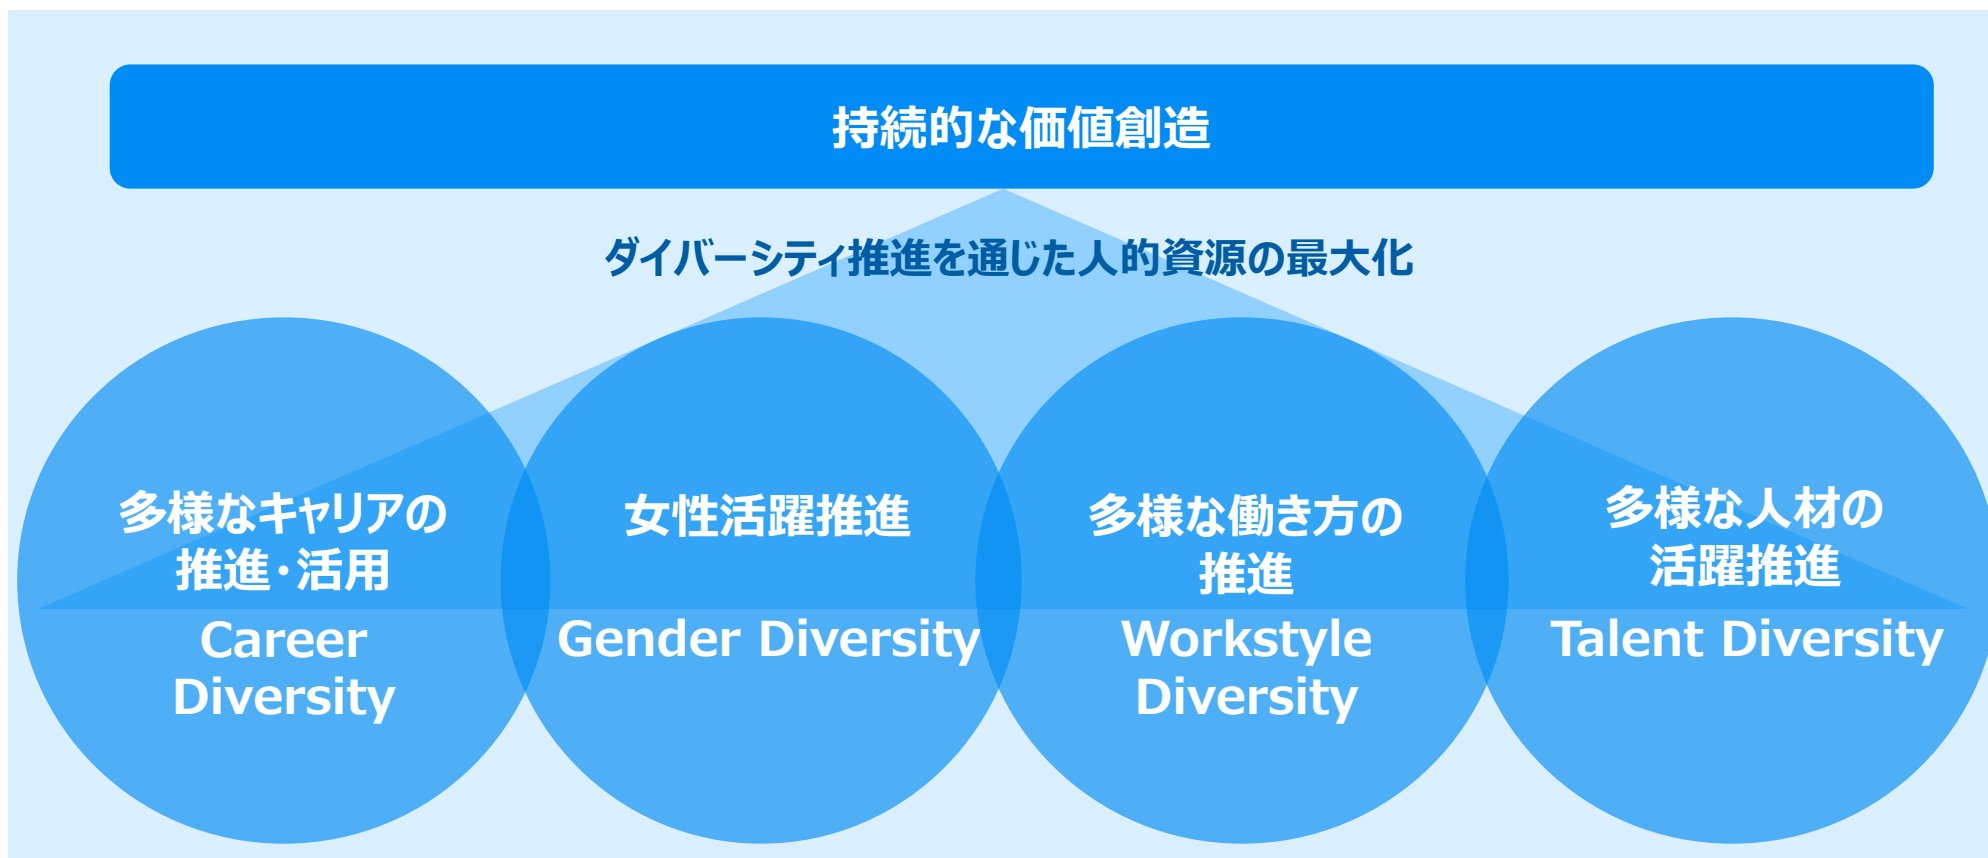 持続的な価値創造
ダイバーシティ推進を通じた人的資源の最大化
多様なキャリアの
推進・活用
Career
Diversity
女性活躍推進
Gender Diversity
多様な働き方の
推進
Workstyle
Diversity
多様な人材の
活躍推進
Talent Diversity